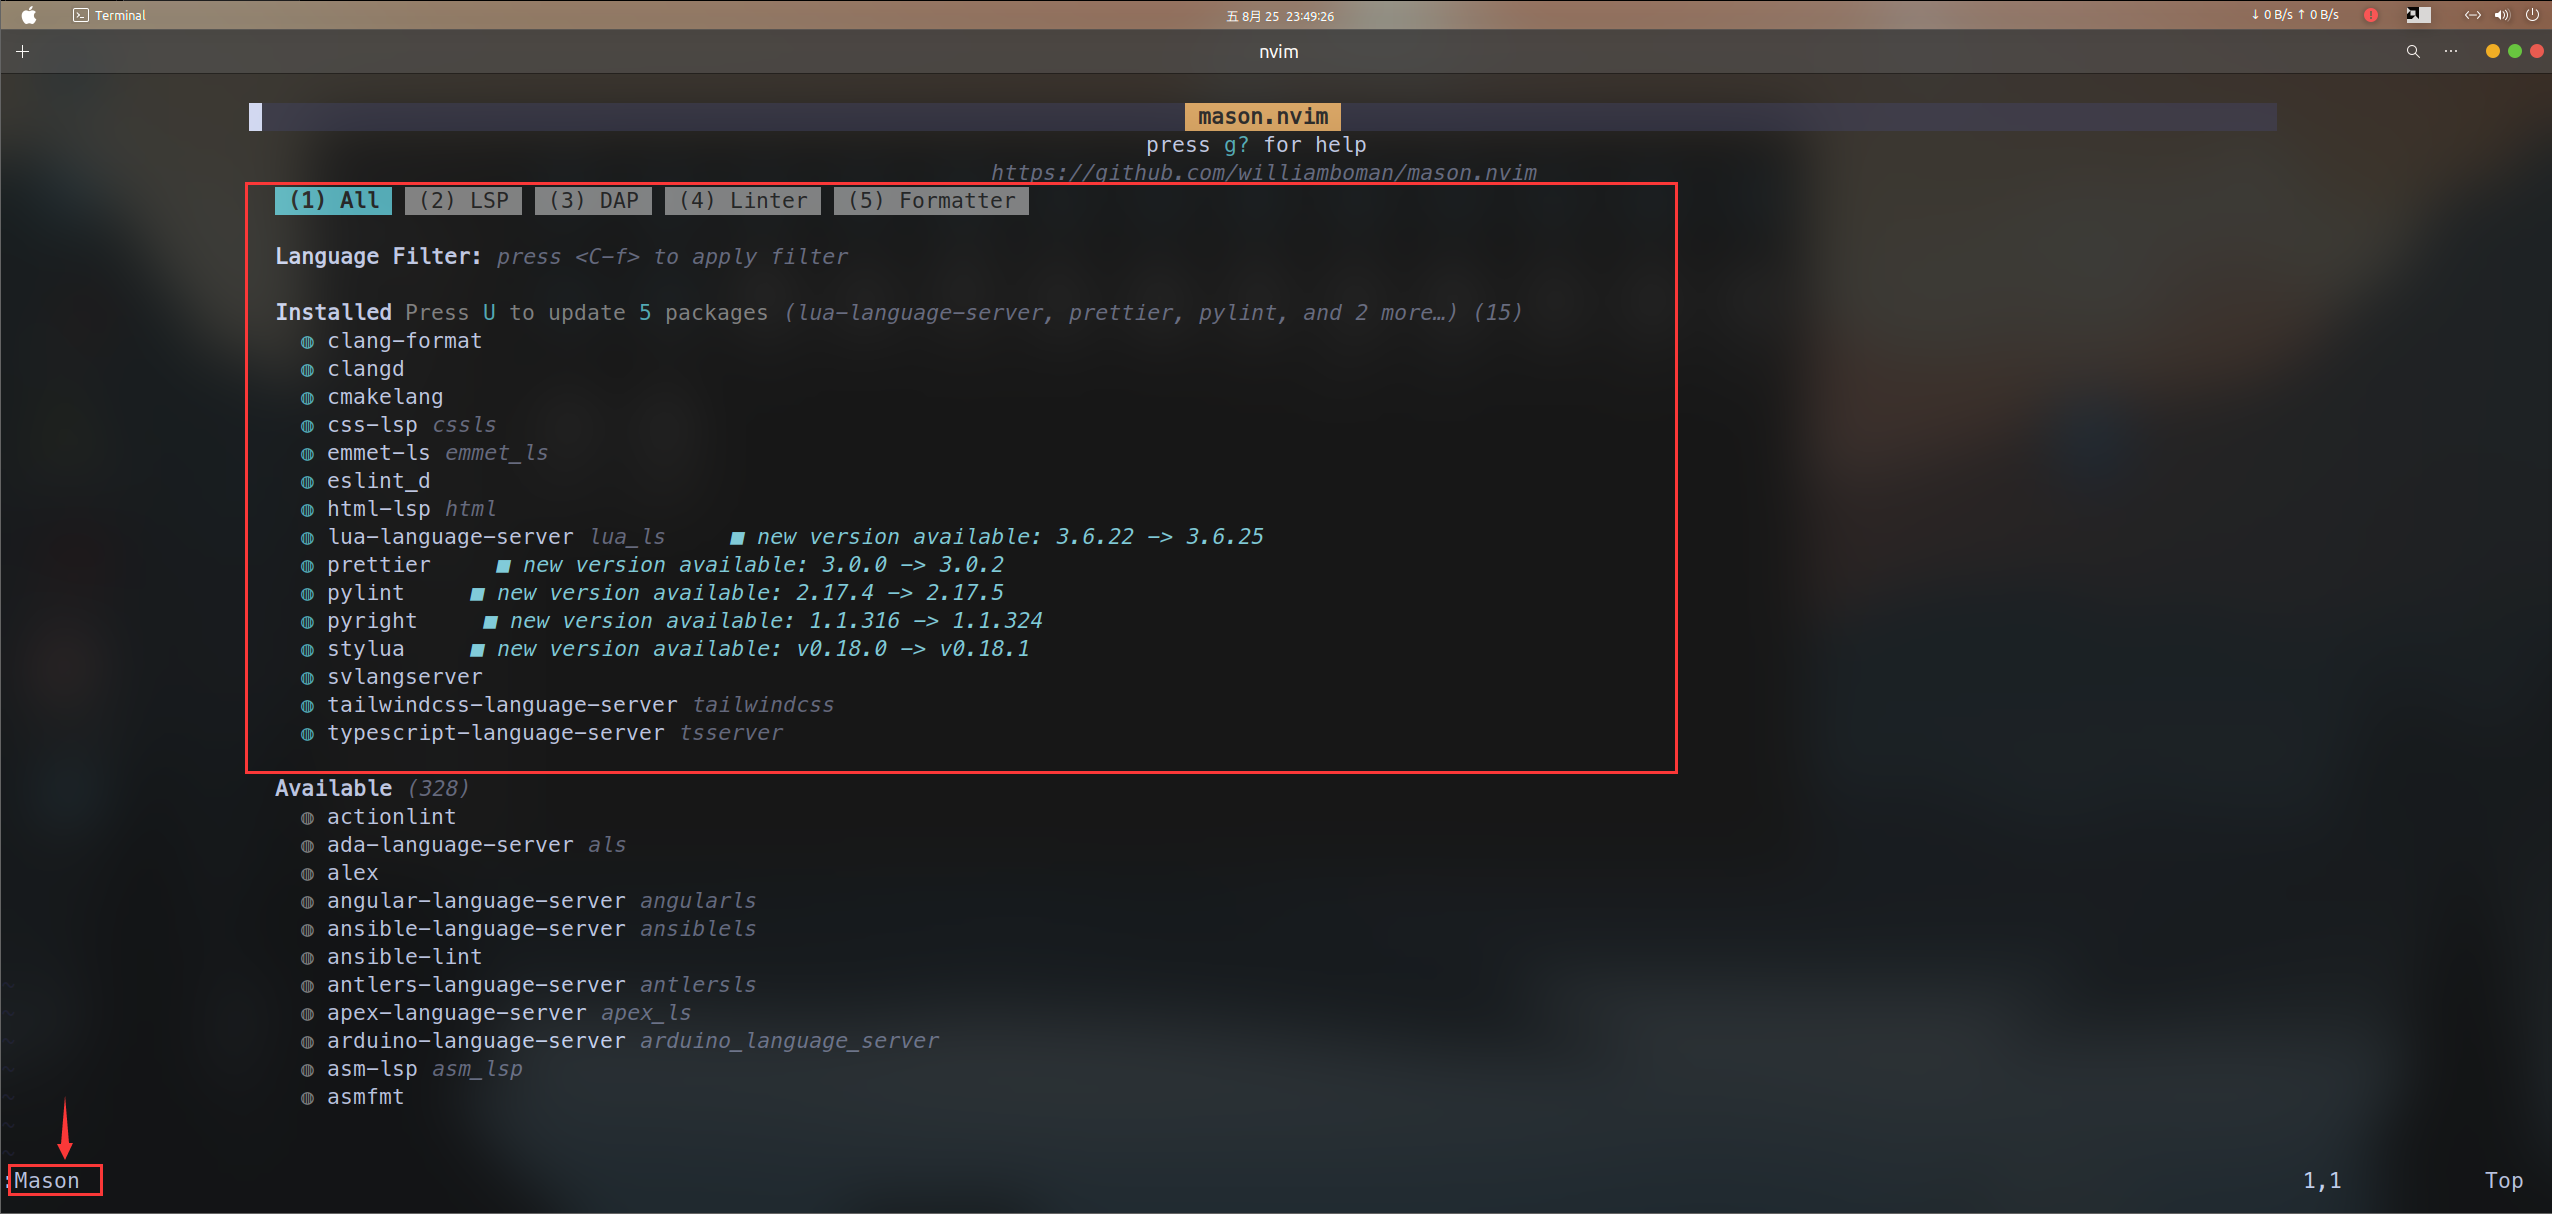 Terminal 五 8月 25 23:49:26 ↓ 0 B/s ↑ 0 B/s
+ nvim ...
mason.nvim
press g? for help
https://github.com/williamboman/mason.nvim
(1) All (2) LSP (3) DAP (4) Linter (5) Formatter
Language Filter: press <C-f> to apply filter
Installed Press U to update 5 packages (lua-language-server, prettier, pylint, and 2 more…) (15)
◍ clang-format
◍ clangd
◍ cmakelang
◍ css-lsp cssls
◍ emmet-ls emmet_ls
◍ eslint_d
◍ html-lsp html
◍ lua-language-server lua_ls ■ new version available: 3.6.22 -> 3.6.25
◍ prettier ■ new version available: 3.0.0 -> 3.0.2
◍ pylint ■ new version available: 2.17.4 -> 2.17.5
◍ pyright ■ new version available: 1.1.316 -> 1.1.324
◍ stylua ■ new version available: v0.18.0 -> v0.18.1
◍ svlangserver
◍ tailwindcss-language-server tailwindcss
◍ typescript-language-server tsserver
Available (328)
◍ actionlint
◍ ada-language-server als
◍ alex
◍ angular-language-server angularls
◍ ansible-language-server ansiblels
◍ ansible-lint
◍ antlers-language-server antlersls
◍ apex-language-server apex_ls
◍ arduino-language-server arduino_language_server
◍ asm-lsp asm_lsp
◍ asmfmt
:Mason 1,1 Top